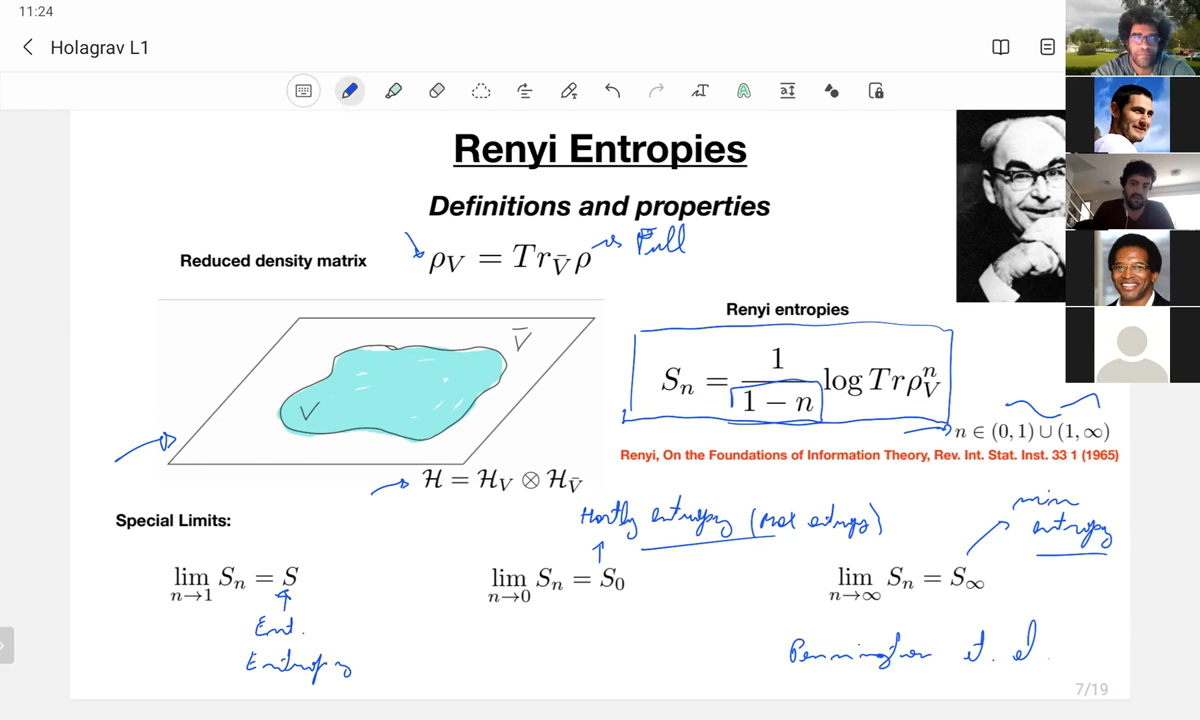 11:24
Holagrav L1
Renyi Entropies
Definitions and properties
Reduced density matrix
ρ_V = Tr_V̄ ρ
Full
Renyi entropies
V̄
V
S_n = 1/(1 − n) log Tr ρ_V^n
n ∈ (0, 1) ∪ (1, ∞)
Renyi, On the Foundations of Information Theory, Rev. Int. Stat. Inst. 33 1 (1965)
ℋ = ℋ_V ⊗ ℋ_V̄
Special Limits:
entropy (max entropy)
min
entropy
lim_{n→1} S_n = S
lim_{n→0} S_n = S_0
lim_{n→∞} S_n = S_∞
Ent.
Entropy
Pennington et. al.
7/19